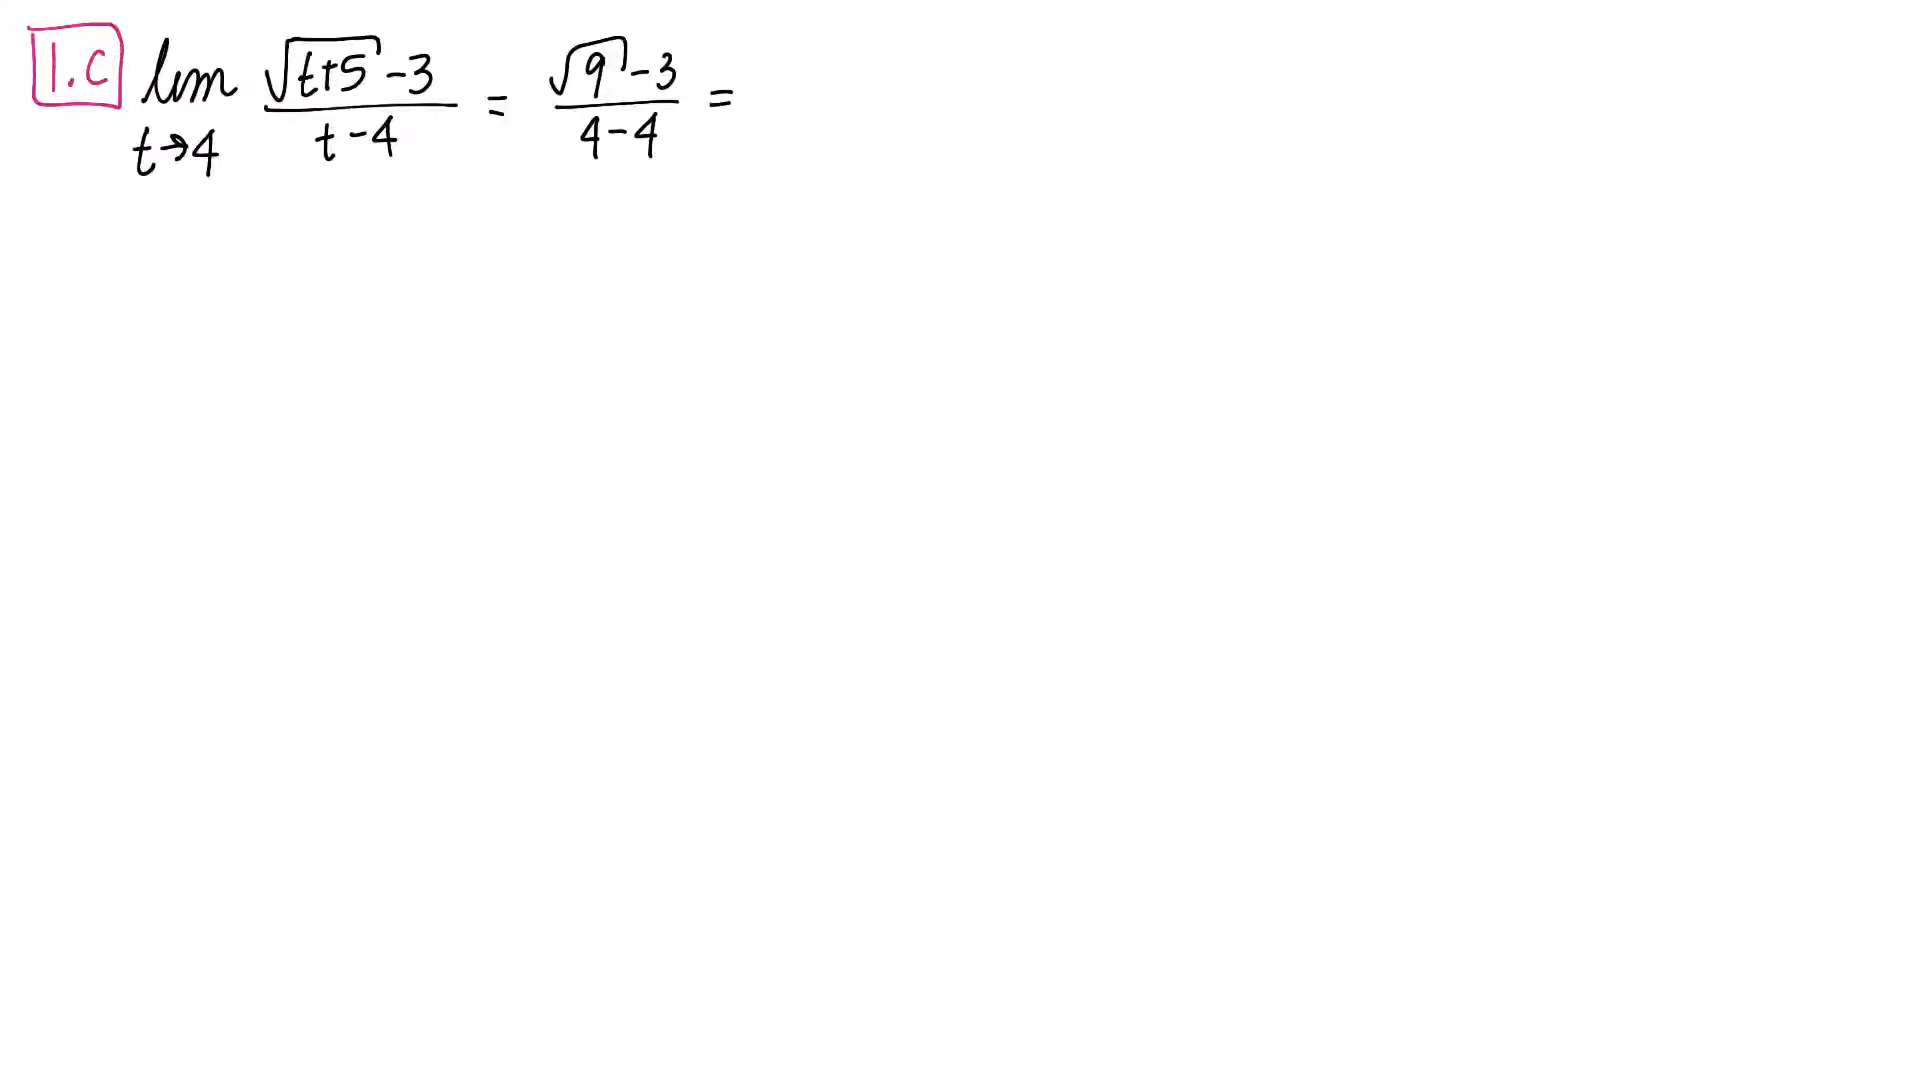 1.c lim t→4 (√(t+5) - 3)/(t - 4) = (√9 - 3)/(4 - 4) =